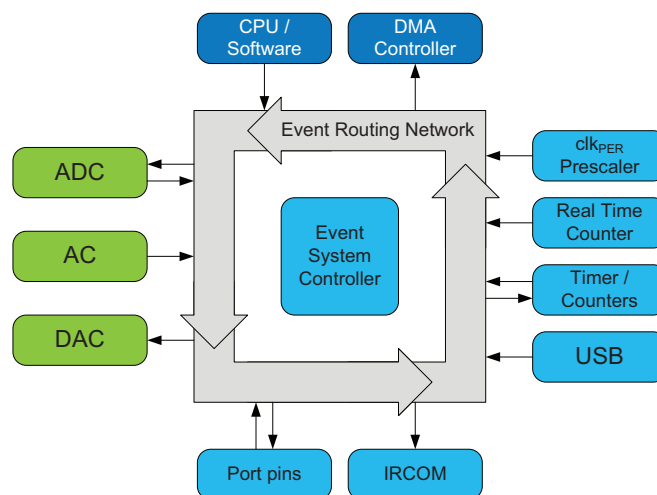 CPU /
Software
DMA
Controller
Event Routing Network
ADC
clkPER
Prescaler
Real Time
Counter
AC
Event
System
Controller
Timer /
Counters
DAC
USB
Port pins
IRCOM